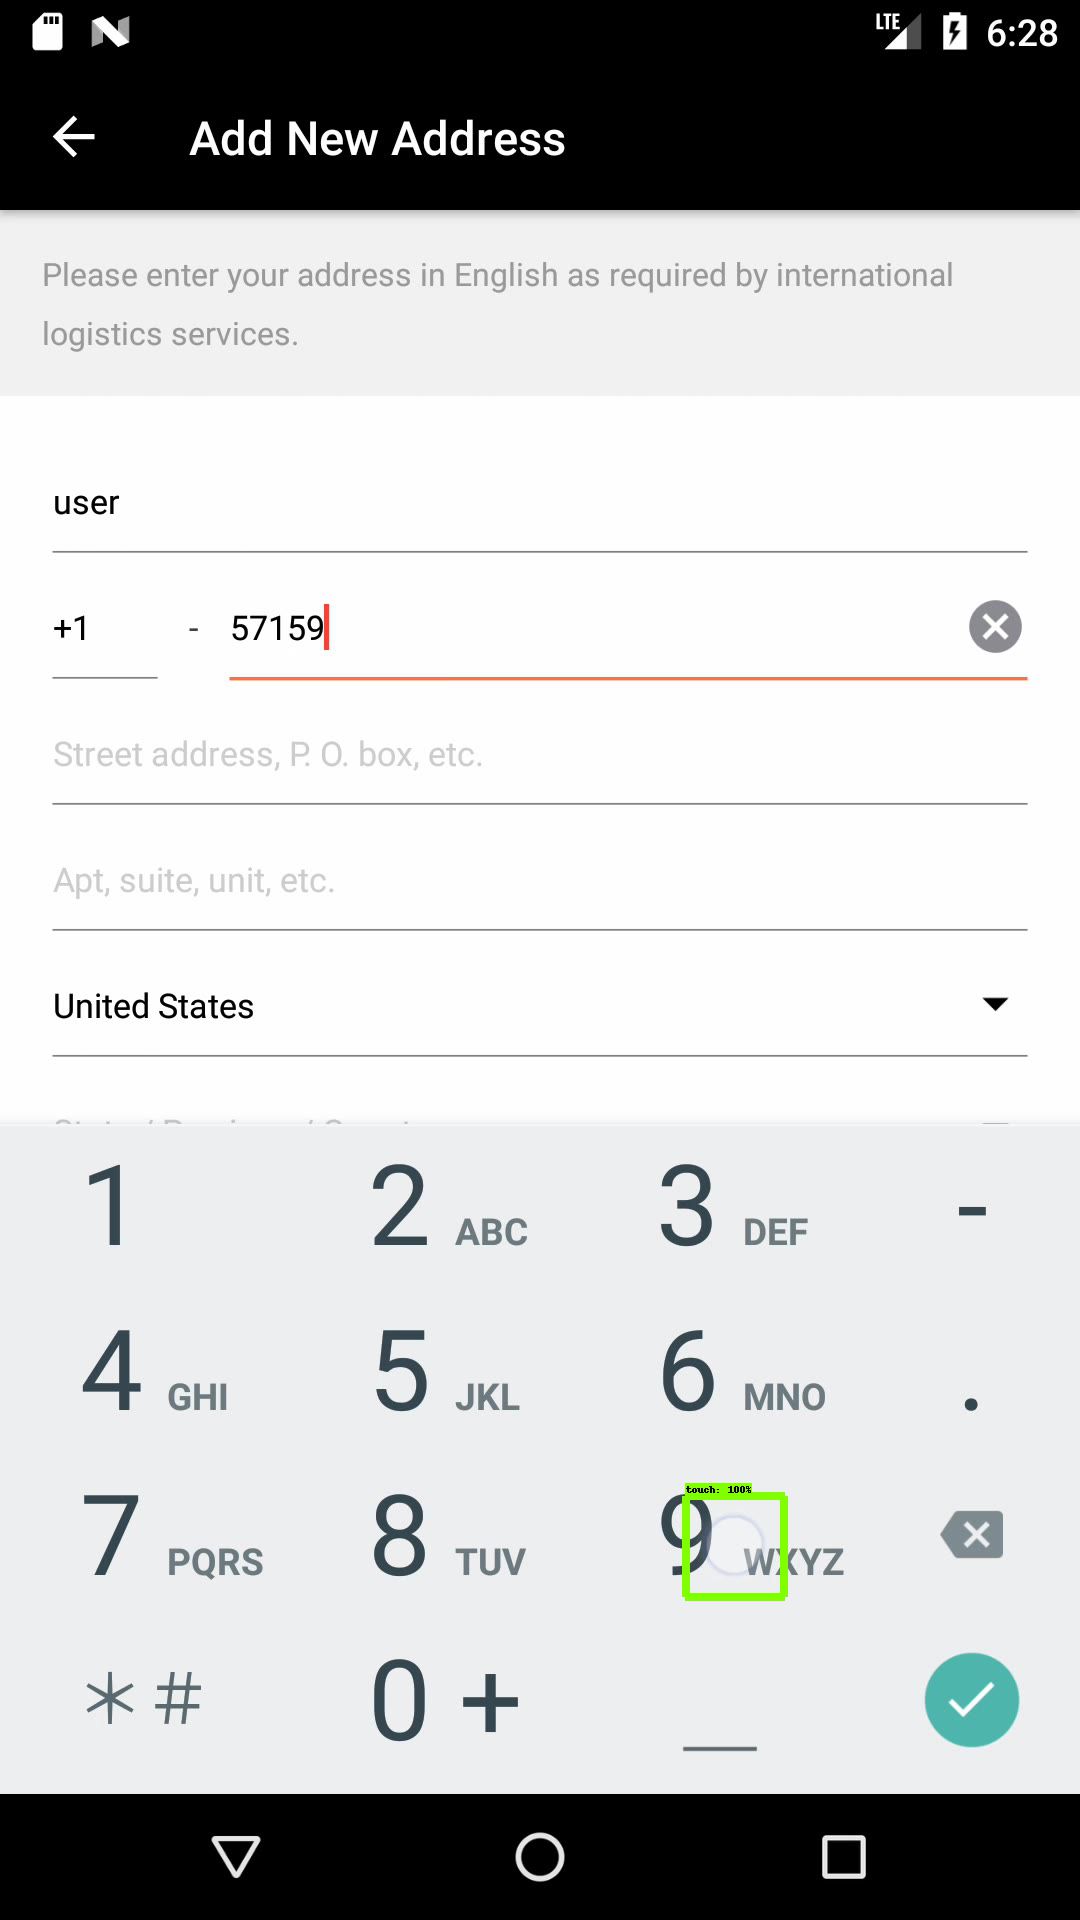 LTE 6:28
Add New Address
Please enter your address in English as required by international
logistics services.
user
+1 - 57159
Street address, P. O. box, etc.
Apt, suite, unit, etc.
United States
1 2 ABC 3 DEF -
4 GHI 5 JKL 6 MNO .
touch: 100%
7 PQRS 8 TUV 9 WXYZ
*# 0 +